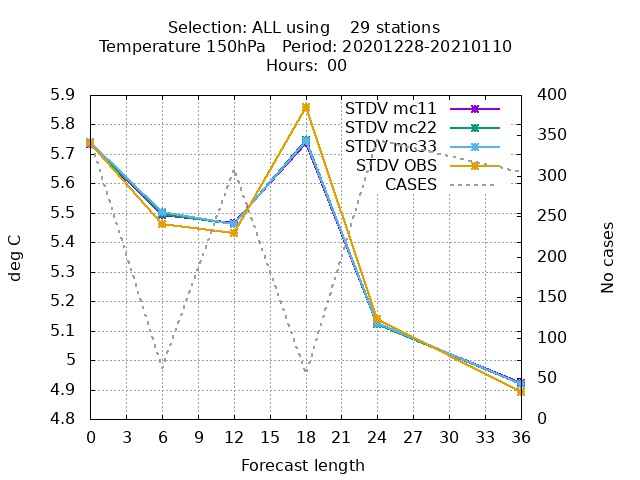 Selection: ALL using    29 stations
Temperature 150hPa   Period: 20201228-20210110
Hours:  00
5.9
5.8
5.7
5.6
5.5
5.4
5.3
5.2
5.1
5
4.9
4.8
deg C
STDV mc11
STDV mc22
STDV mc33
STDV OBS
CASES
400
350
300
250
200
150
100
50
0
No cases
0 3 6 9 12 15 18 21 24 27 30 33 36
Forecast length